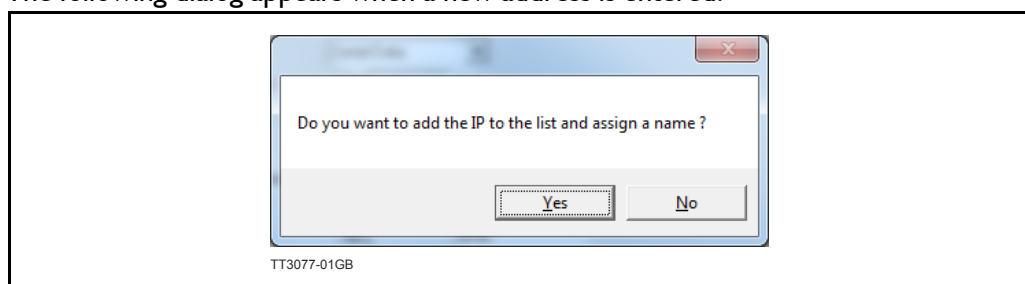 The following dialog appears when a new address is entered.
Do you want to add the IP to the list and assign a name ?
Yes
No
TT3077-01GB